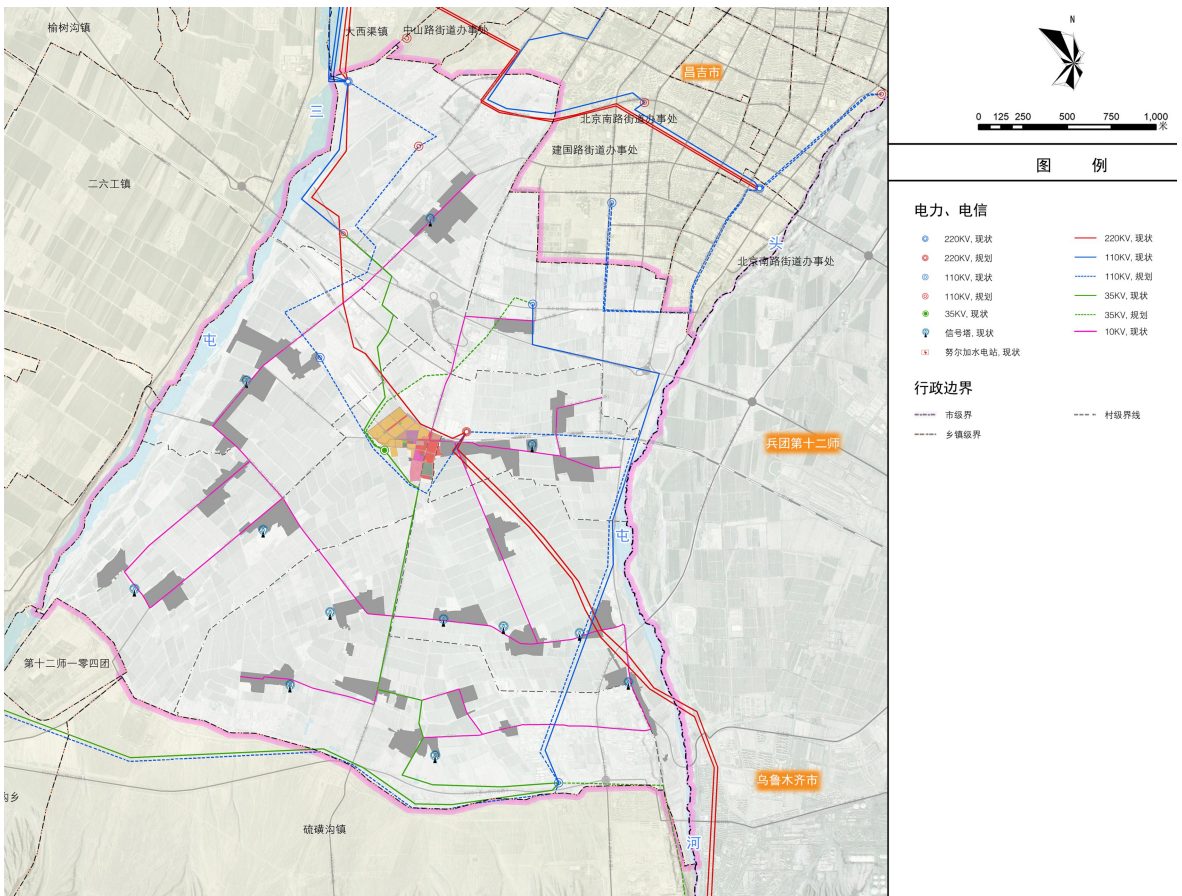 榆树沟镇
大西渠镇
中山路街道办事处
昌吉市
三
北京南路街道办事处
建国路街道办事处
二六工镇
头
北京南路街道办事处
屯
兵团第十二师
屯
第十二师一零四团
乌鲁木齐市
沟乡
硫磺沟镇
河
N
0 125 250 500 750 1,000
米
图 例
电力、电信
220KV, 现状
220KV, 规划
110KV, 现状
110KV, 规划
35KV, 现状
信号塔, 现状
努尔加水电站, 现状
220KV, 现状
110KV, 现状
110KV, 规划
35KV, 现状
35KV, 规划
10KV, 现状
行政边界
市级界
乡镇级界
村级界线